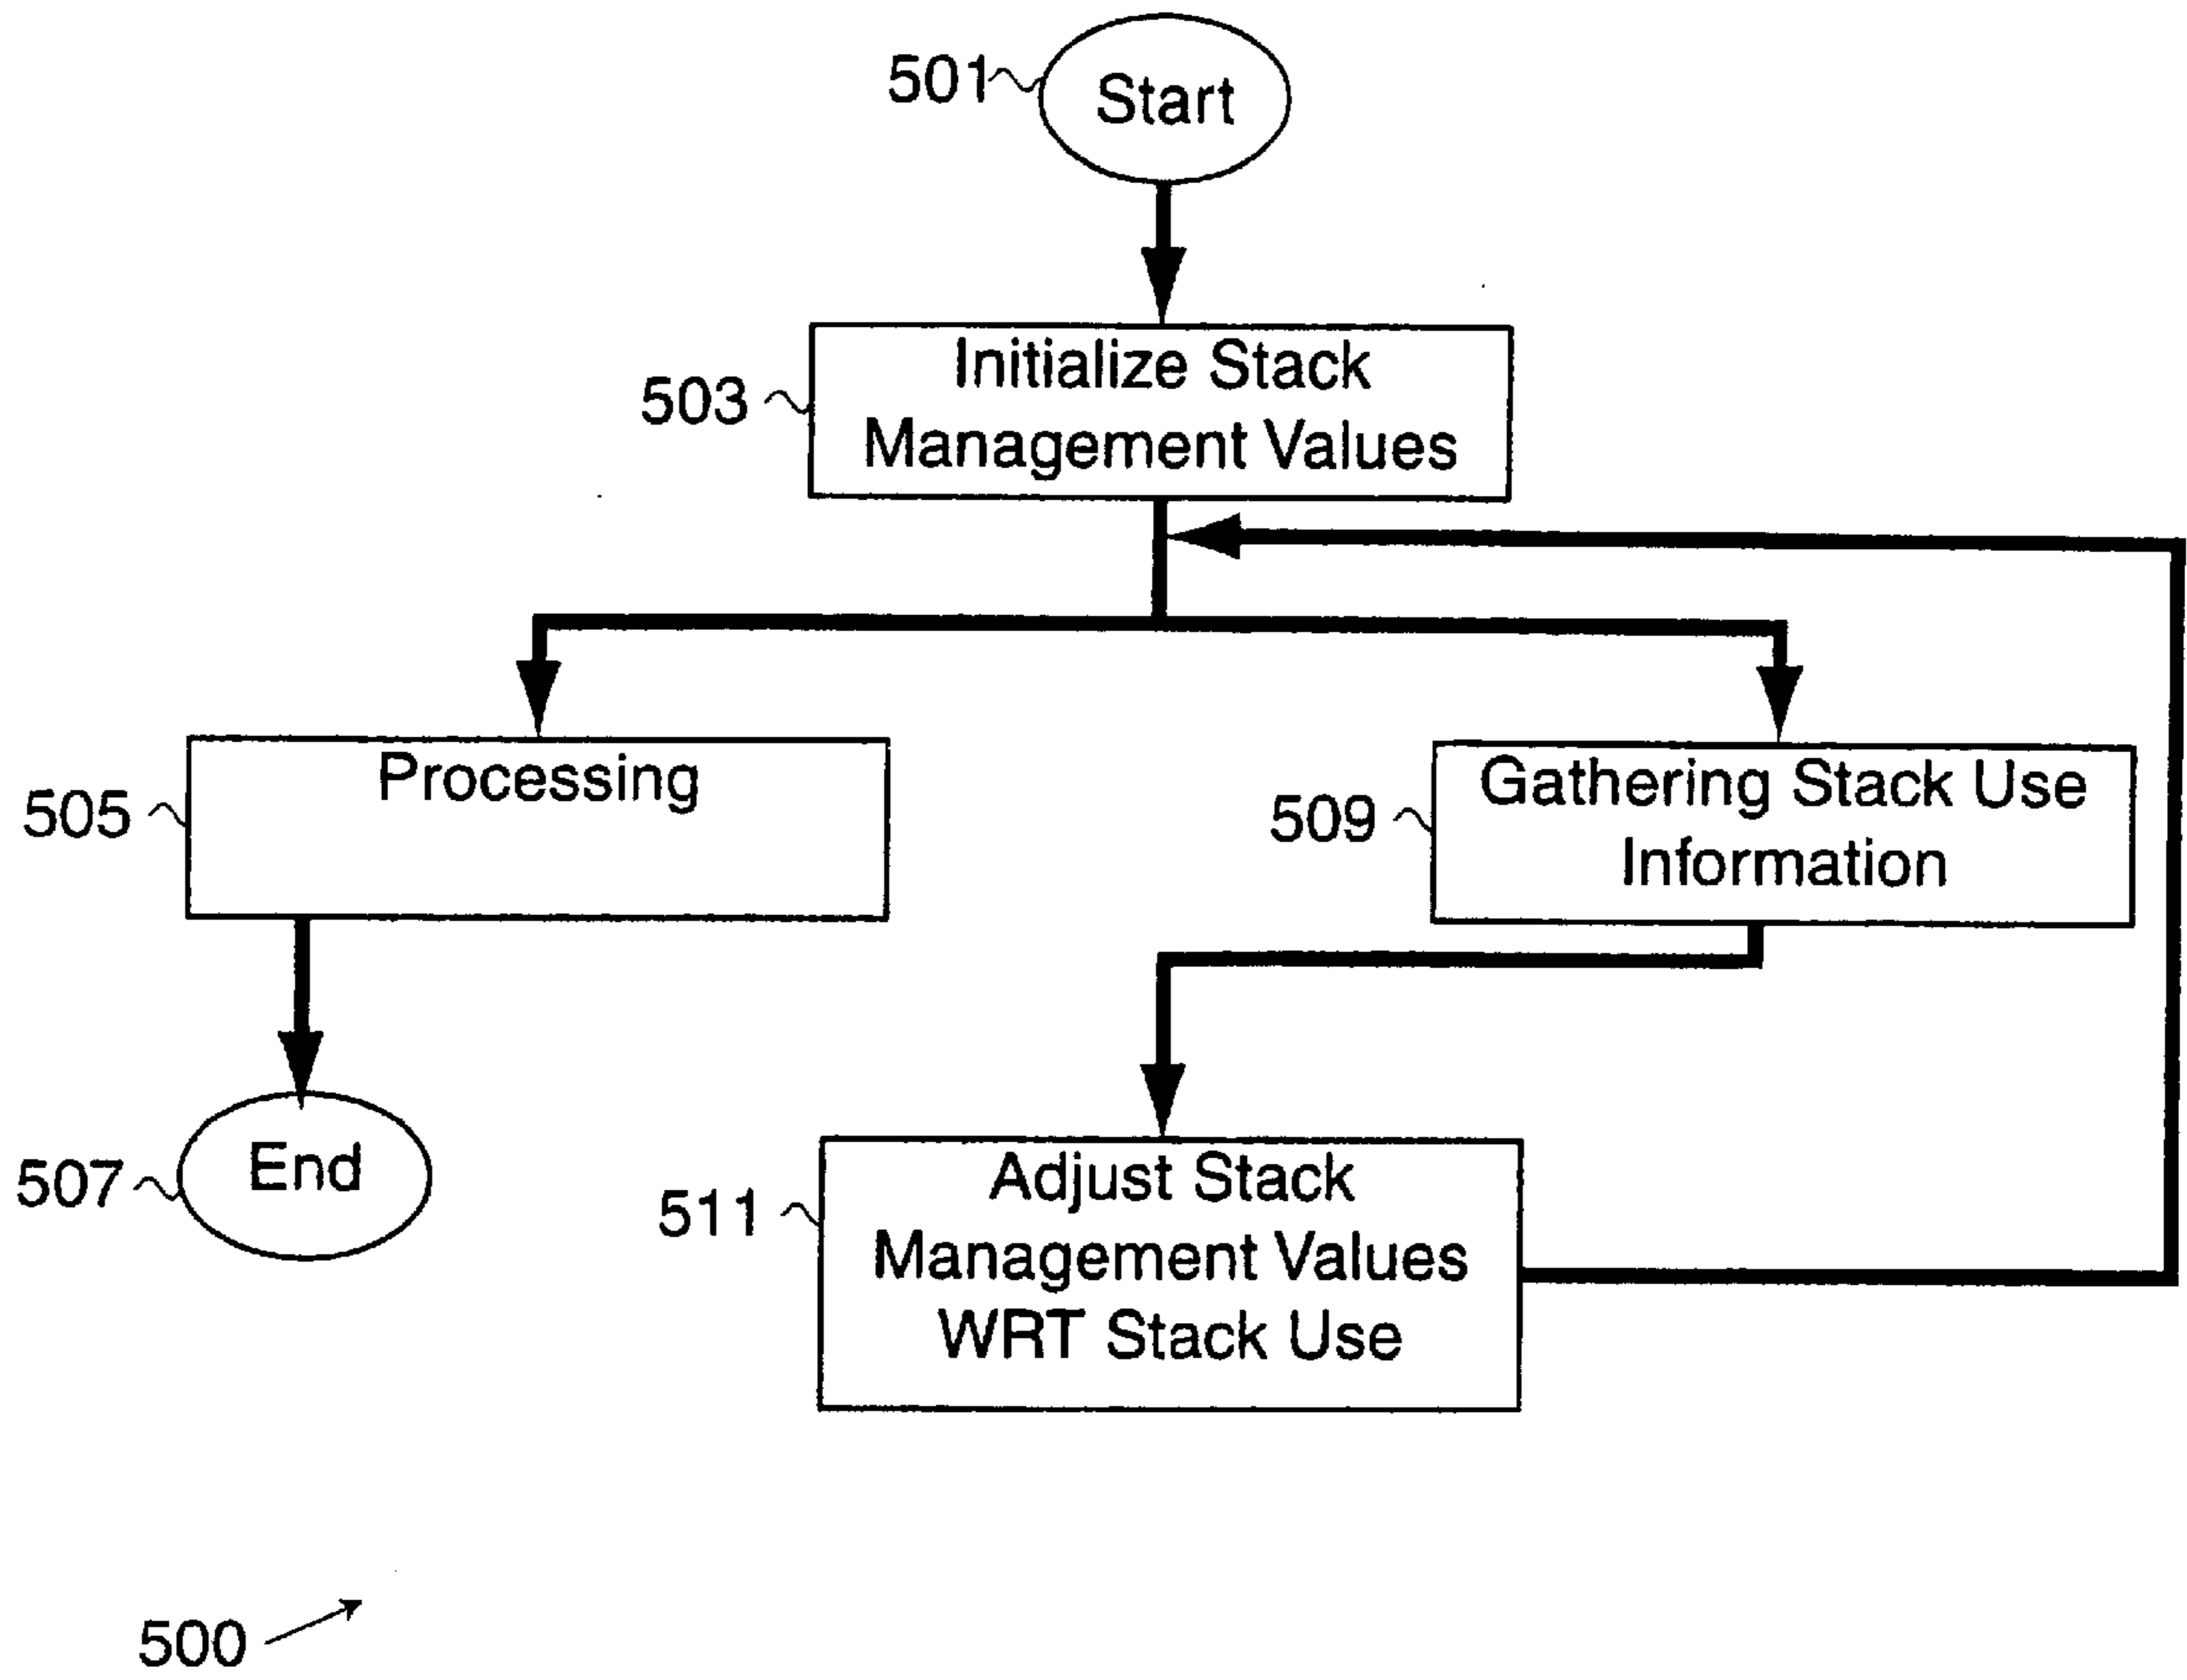 501
Start
503
Initialize Stack
Management Values
505
Processing
509
Gathering Stack Use
Information
507
End
511
Adjust Stack
Management Values
WRT Stack Use
500